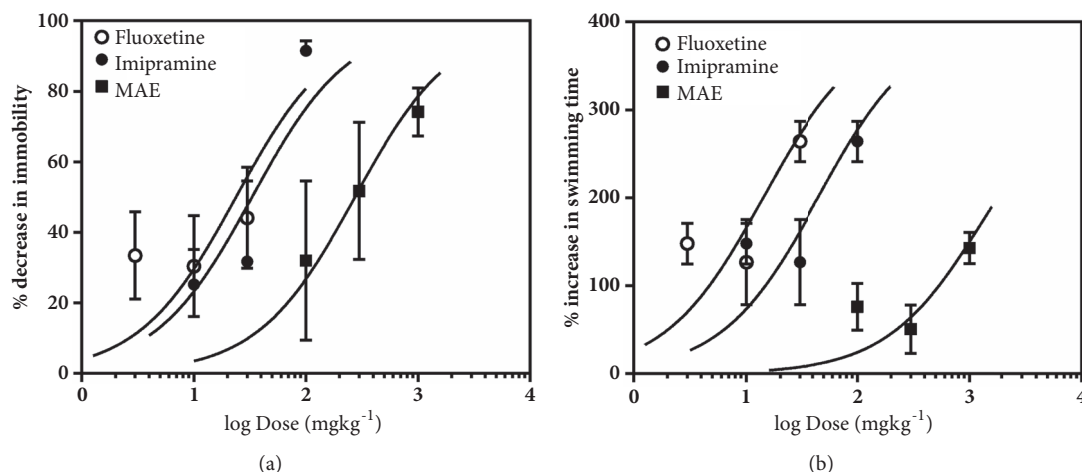 100
80
60
40
20
0
% decrease in immobility
Fluoxetine
Imipramine
MAE
0 1 2 3 4
log Dose (mgkg-1)
(a)
400
300
200
100
0
% increase in swimming time
Fluoxetine
Imipramine
MAE
0 1 2 3 4
log Dose (mgkg-1)
(b)